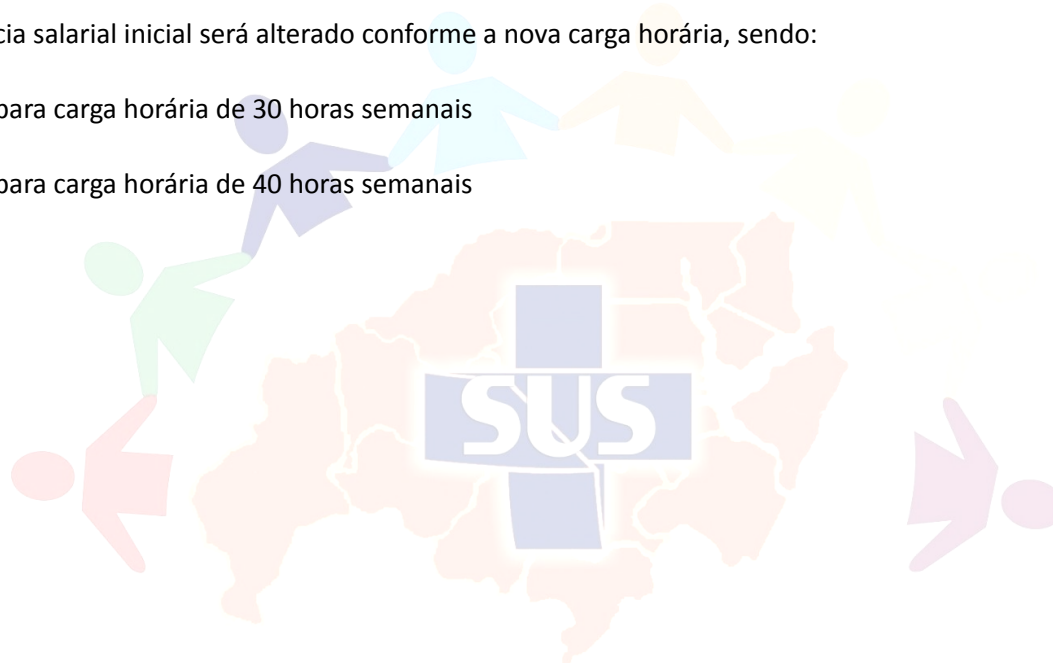 cia salarial inicial será alterado conforme a nova carga horária, sendo:
para carga horária de 30 horas semanais
para carga horária de 40 horas semanais
SUS